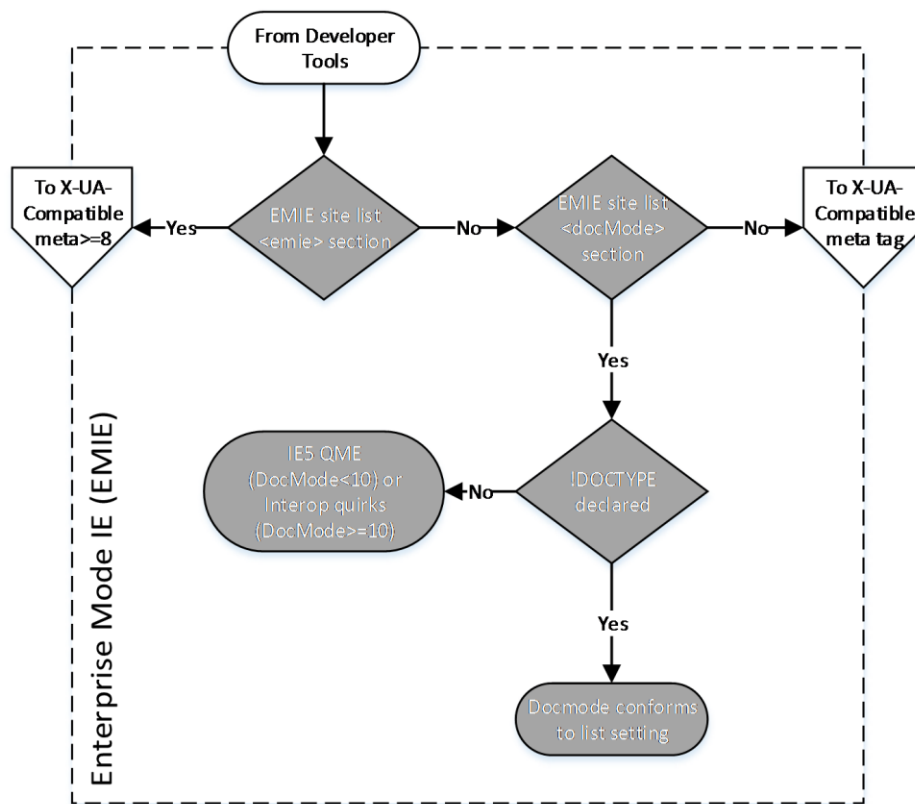 From Developer
Tools
To X-UA-
Compatible
meta>=8
Yes
EMIE site list
<emie> section
No
EMIE site list
<docMode>
section
No
To X-UA-
Compatible
meta tag
Yes
IE5 QME
(DocMode<10) or
Interop quirks
(DocMode>=10)
No
!DOCTYPE
declared
Yes
Docmode conforms
to list setting
Enterprise Mode IE (EMIE)